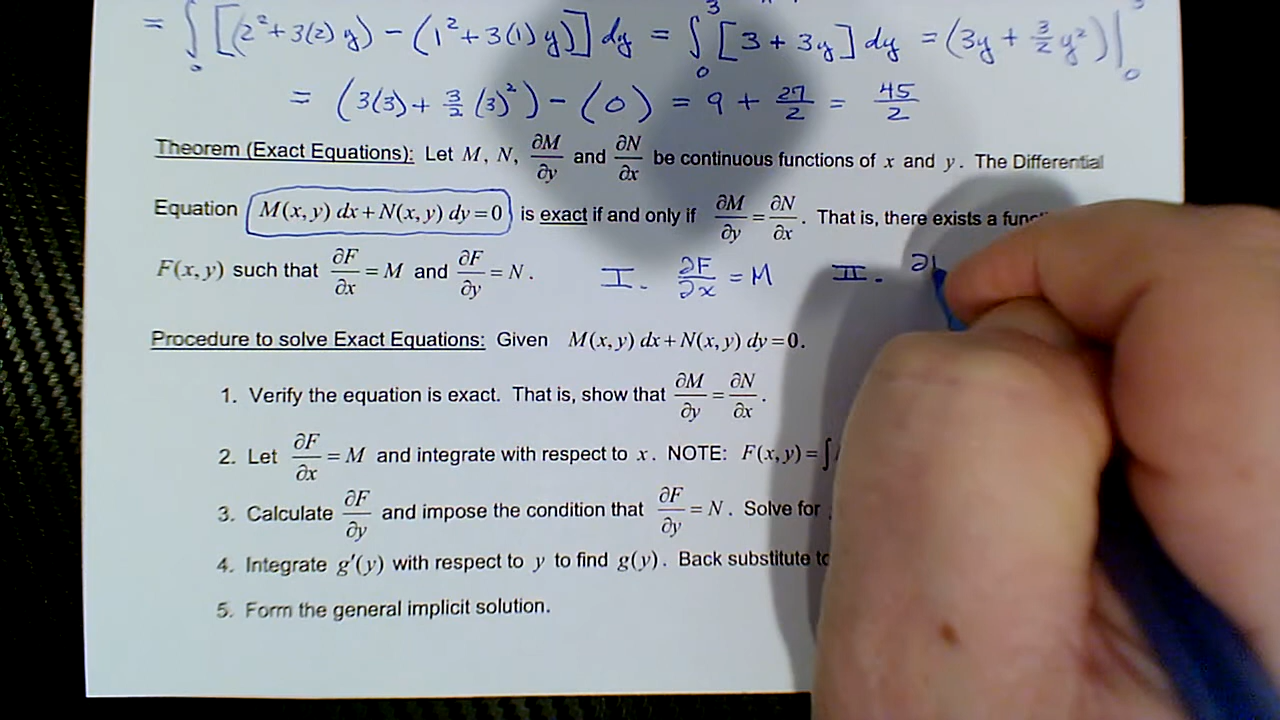 = ∫₀ [(2²+3(2)y) − (1²+3(1)y)] dy = ∫₀³ [3 + 3y] dy = (3y + 3/2 y²)|₀³
= (3(3) + 3/2 (3)²) − (0) = 9 + 27/2 = 45/2
Theorem (Exact Equations): Let M, N, ∂M/∂y and ∂N/∂x be continuous functions of x and y. The Differential
Equation M(x,y) dx + N(x,y) dy = 0 is exact if and only if ∂M/∂y = ∂N/∂x. That is, there exists a
F(x,y) such that ∂F/∂x = M and ∂F/∂y = N. I. ∂F/∂x = M II. ∂
Procedure to solve Exact Equations: Given M(x,y) dx + N(x,y) dy = 0.
1. Verify the equation is exact. That is, show that ∂M/∂y = ∂N/∂x.
2. Let ∂F/∂x = M and integrate with respect to x. NOTE: F(x,y) = ∫
3. Calculate ∂F/∂y and impose the condition that ∂F/∂y = N. Solve for
4. Integrate g′(y) with respect to y to find g(y). Back substitute to
5. Form the general implicit solution.